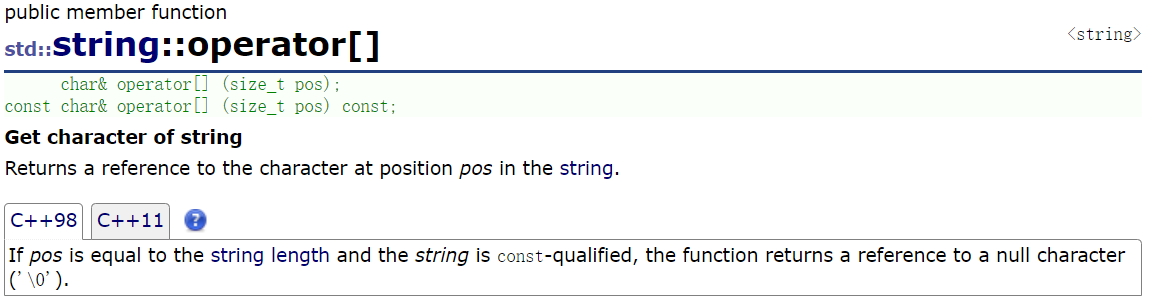 public member function
std::string::operator[]
<string>
char& operator[] (size_t pos);
const char& operator[] (size_t pos) const;
Get character of string
Returns a reference to the character at position pos in the string.
C++98 C++11 ?
If pos is equal to the string length and the string is const-qualified, the function returns a reference to a null character
('\0').